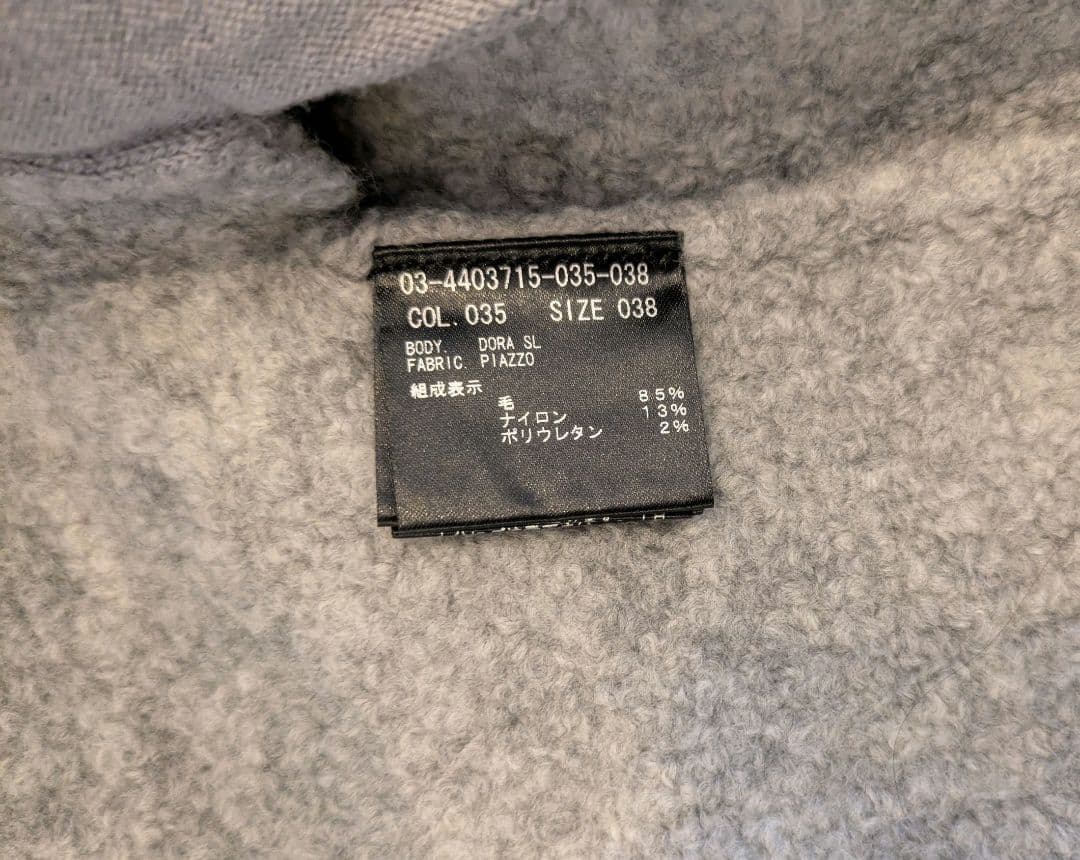 03-4403715-035-038
COL. 035 SIZE 038
BODY. DORA SL
FABRIC. PIAZZO
組成表示
毛 85%
ナイロン 13%
ポリウレタン 2%